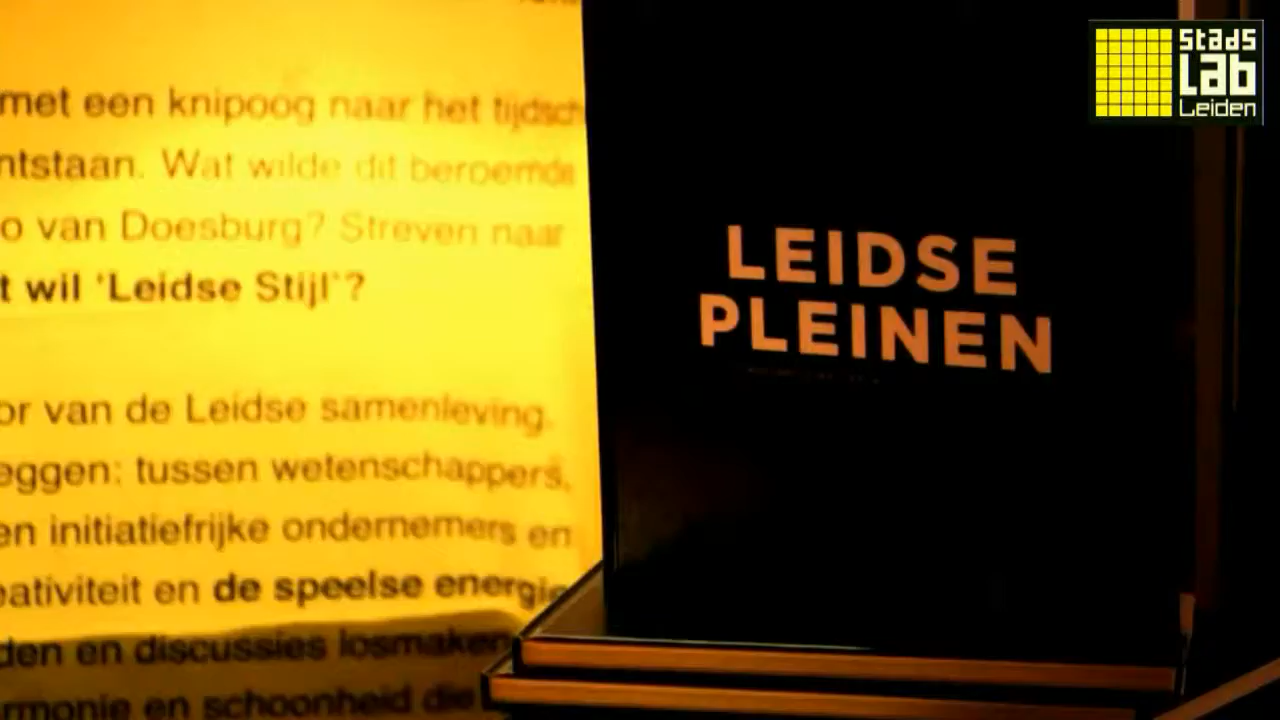 met een knipoog naar het tijdsch
ntstaan. Wat wilde dit beroemde
o van Doesburg? Streven naar
t wil 'Leidse Stijl'?
or van de Leidse samenleving.
eggen: tussen wetenschappers,
en initiatiefrijke ondernemers en
eativiteit en de speelse energie
den en discussies losmaken
rmonie en schoonheid die
LEIDSE
PLEINEN
stads
Lab
Leiden